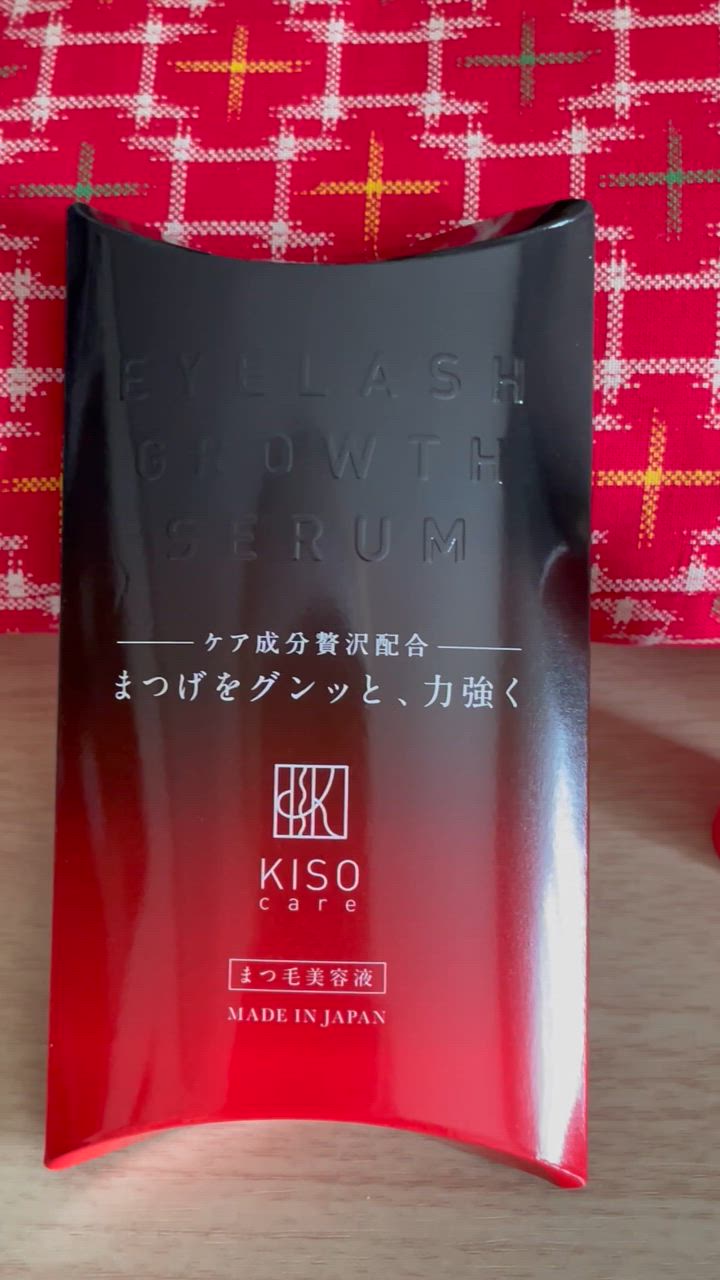 EYELASH
GROWTH
SERUM
ケア成分贅沢配合
まつげをグンッと、力強く
KISO
care
まつ毛美容液
MADE IN JAPAN